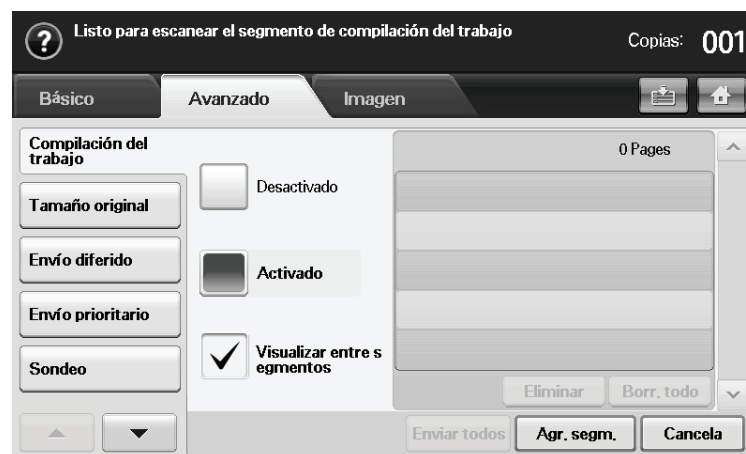 Listo para escanear el segmento de compilación del trabajo
Copias: 001
Básico
Avanzado
Imagen
Compilación del
trabajo
Tamaño original
Envío diferido
Envío prioritario
Sondeo
Desactivado
Activado
Visualizar entre s
egmentos
0 Pages
Eliminar
Borr. todo
Enviar todos
Agr. segm.
Cancela